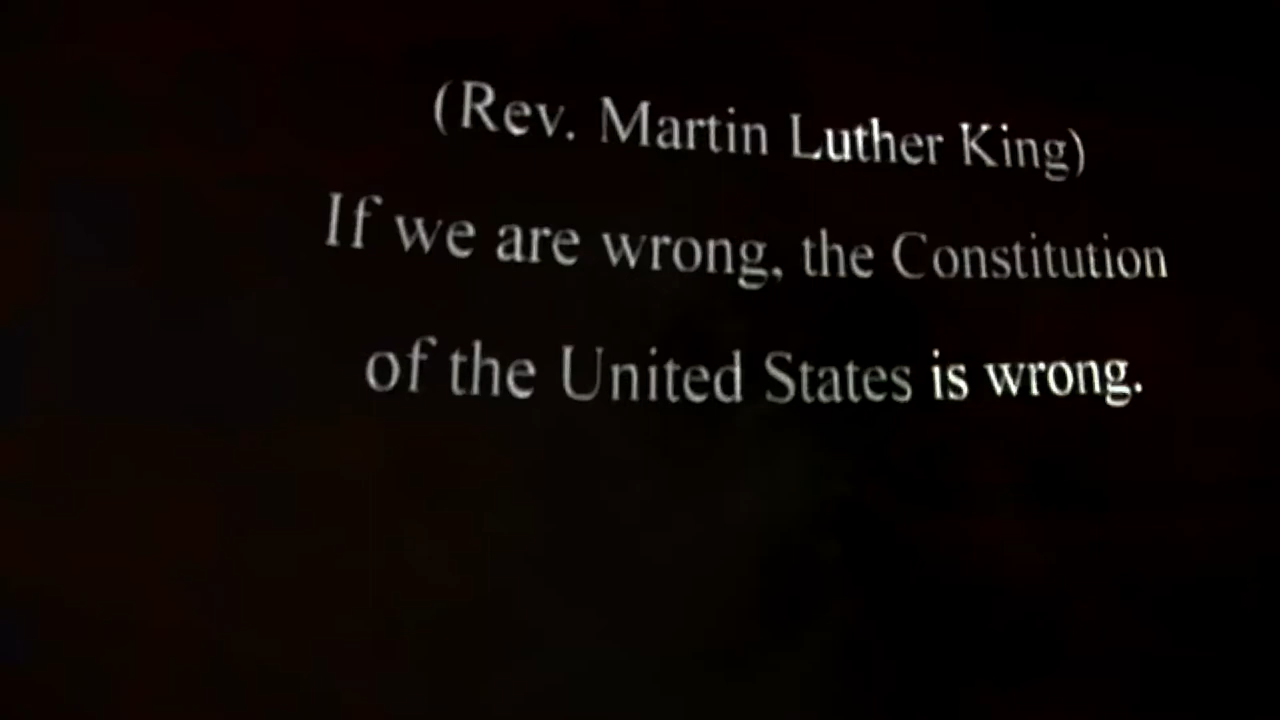 (Rev. Martin Luther King)
If we are wrong, the Constitution
of the United States is wrong.